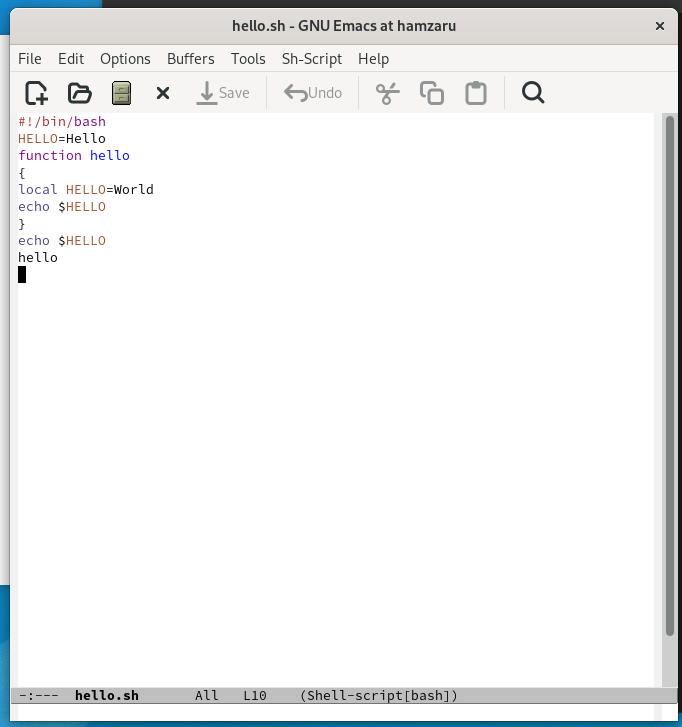 hello.sh - GNU Emacs at hamzaru
File Edit Options Buffers Tools Sh-Script Help
Save Undo
#!/bin/bash
HELLO=Hello
function hello
{
local HELLO=World
echo $HELLO
}
echo $HELLO
hello
-:--- hello.sh All L10 (Shell-script[bash])